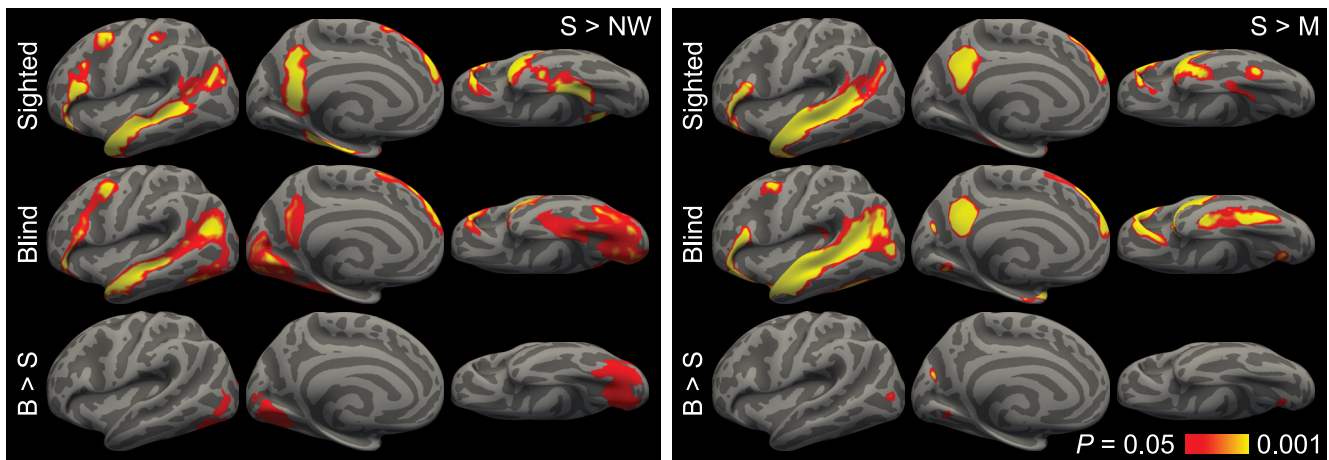 S > NW
Sighted
Blind
B > S
S > M
Sighted
Blind
B > S
P = 0.05 0.001